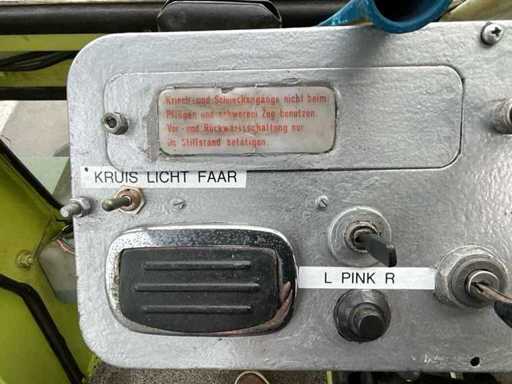 Kriech- und Schneckengänge nicht beim
Pflügen und schwerem Zug benutzen.
Vor- und Rückwärtsschaltung nur
im Stillstand betätigen.
KRUIS LICHT FAAR
L PINK R